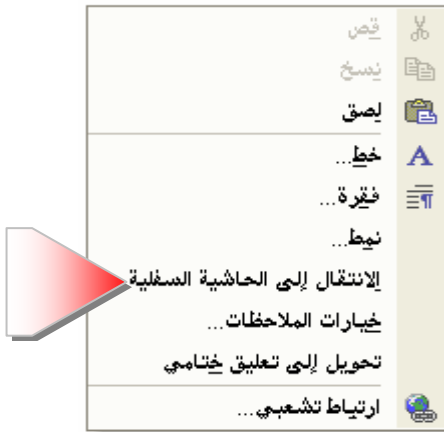 قص
نسخ
لصق
خط...
فقرة...
نمط...
الانتقال إلى الحاشية السفلية
خيارات الملاحظات...
تحويل إلى تعليق ختامي
ارتباط تشعبي...